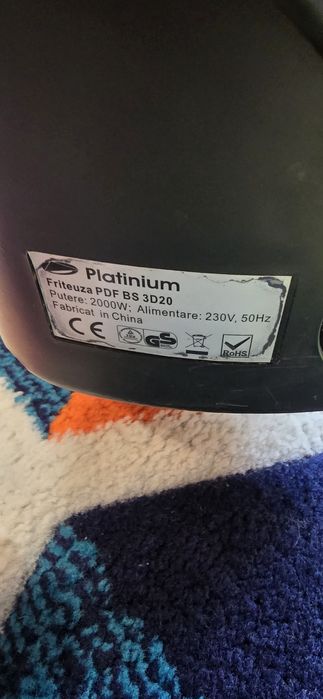 Platinium
Friteuza PDF BS 3D20
Putere: 2000W; Alimentare: 230V, 50Hz
Fabricat in China
CE
GS
RoHS